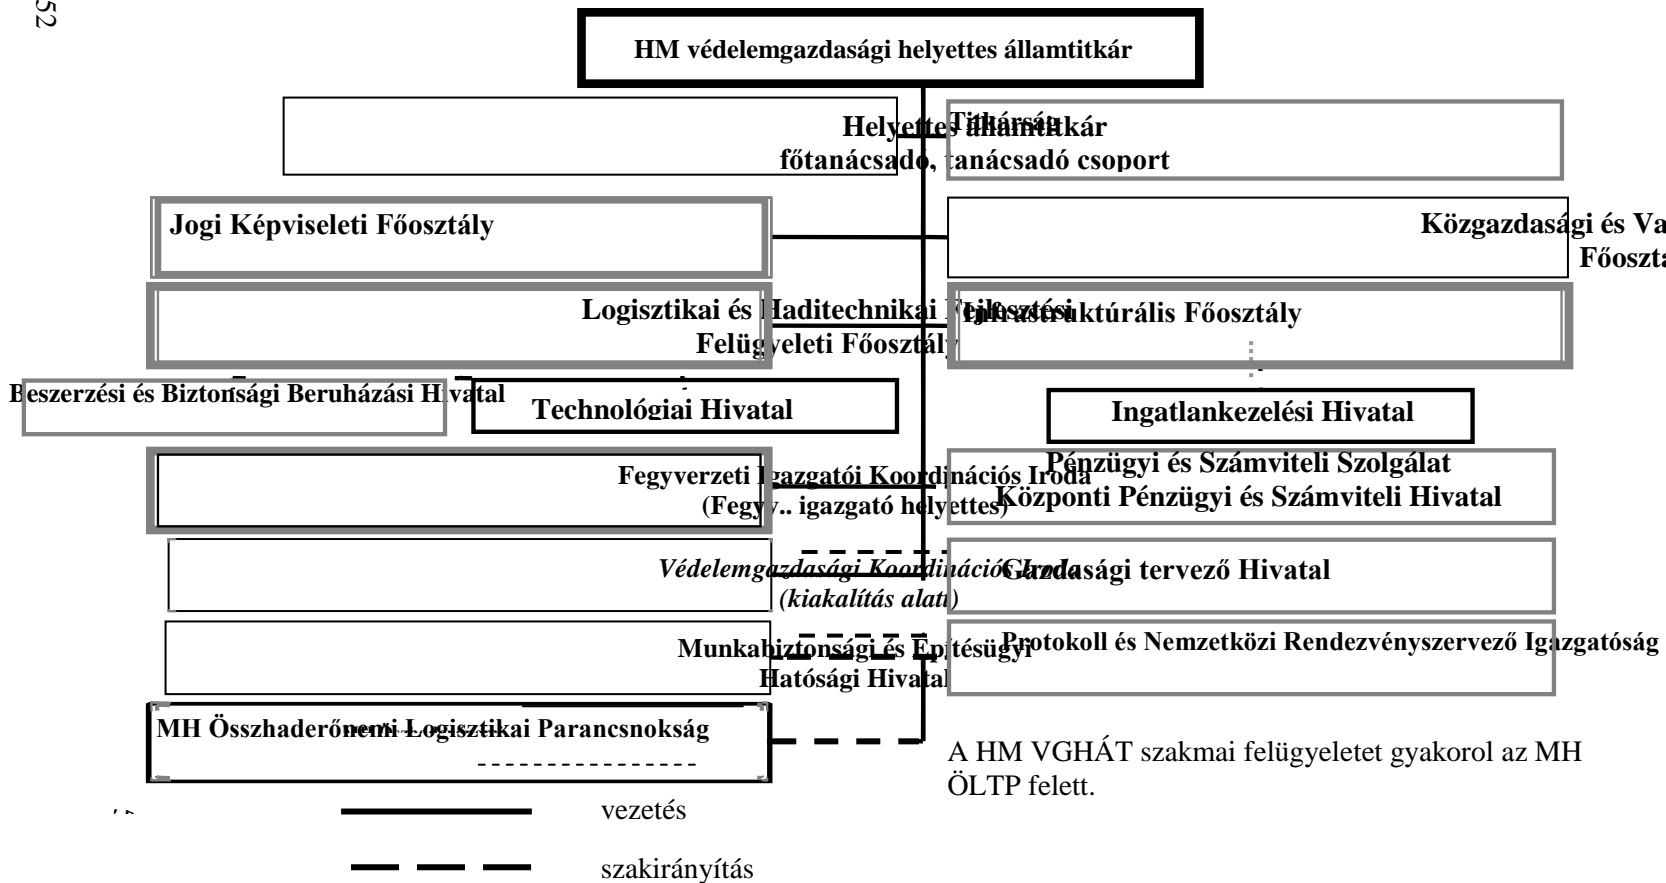 52
HM védelemgazdasági helyettes államtitkár
Helyettes államtitkár
főtanácsadó, tanácsadó csoport
Titkárság
Jogi Képviseleti Főosztály
Közgazdasági és
Logisztikai és Haditechnikai Fejlesztési
Felügyeleti Főosztály
Infrastruktúrális Főosztály
Beszerzési és Biztonsági Beruházási Hivatal
Technológiai Hivatal
Ingatlankezelési Hivatal
Fegyverzeti Igazgatói Koordinációs Iroda
(Fegyv.. igazgató helyettes)
Pénzügyi és Számviteli Szolgálat
Központi Pénzügyi és Számviteli Hivatal
Védelemgazdasági Koordinációs Iroda
(kiakalítás alatt)
Gazdasági tervező Hivatal
Munkabiztonsági és Építésügyi
Hatósági Hivatal
Protokoll és Nemzetközi Rendezvényszervező Igazgatóság
MH Összhaderőnemi Logisztikai Parancsnokság
A HM VGHÁT szakmai felügyeletet gyakorol az MH
ÖLTP felett.
vezetés
szakirányítás